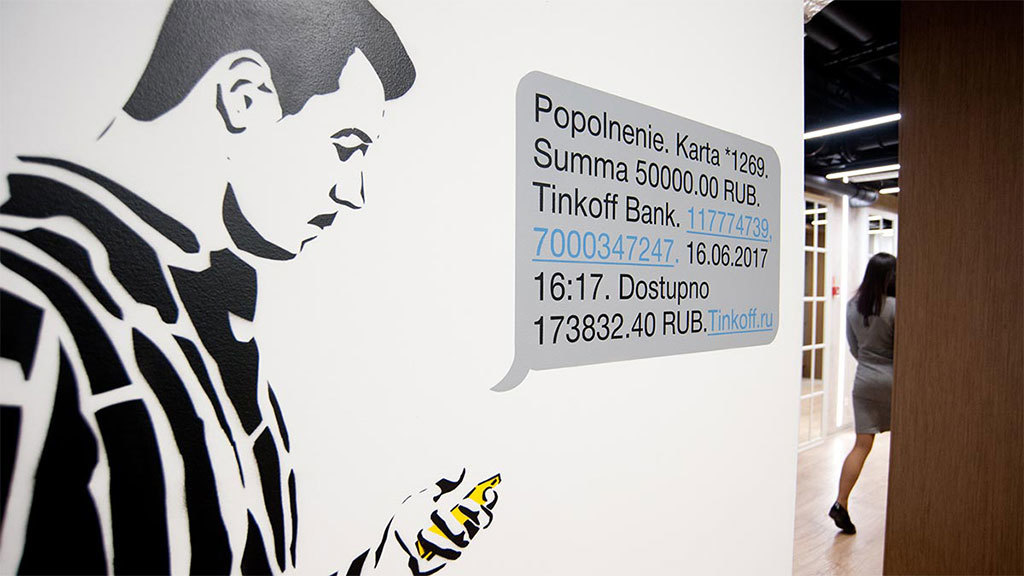 Popolnenie. Karta *1269.
Summa 50000.00 RUB.
Tinkoff Bank. 117774739,
7000347247. 16.06.2017
16:17. Dostupno
173832.40 RUB.Tinkoff.ru